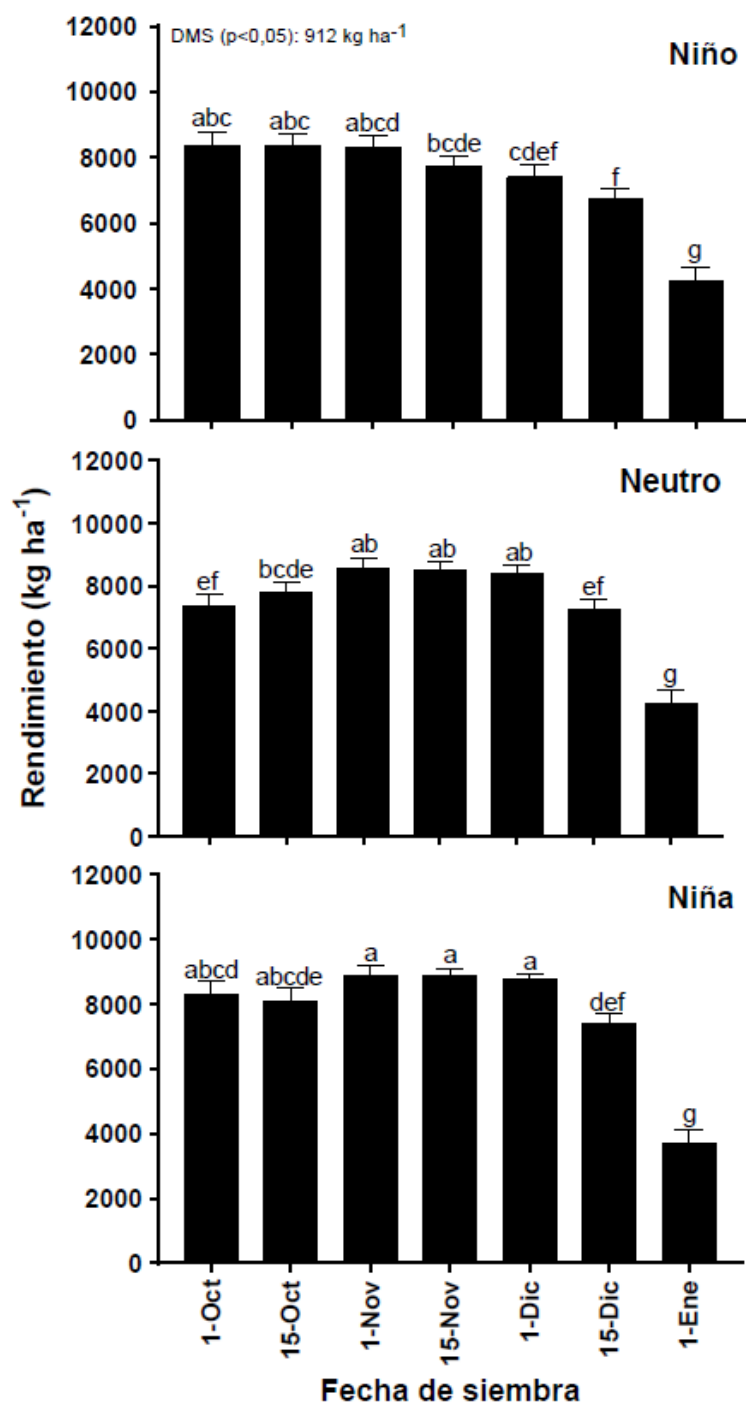 12000
DMS (p<0,05): 912 kg ha-1
Niño
10000
abc abc abcd
bcde
cdef
8000
f
6000
g
4000
2000
0
Rendimiento (kg ha-1)
12000
Neutro
10000
ab ab ab
bcde
ef
ef
8000
6000
g
4000
2000
0
12000
Niña
10000
a a a
abcd abcde
def
8000
6000
4000
g
2000
0
1-Oct 15-Oct 1-Nov 15-Nov 1-Dic 15-Dic 1-Ene
Fecha de siembra